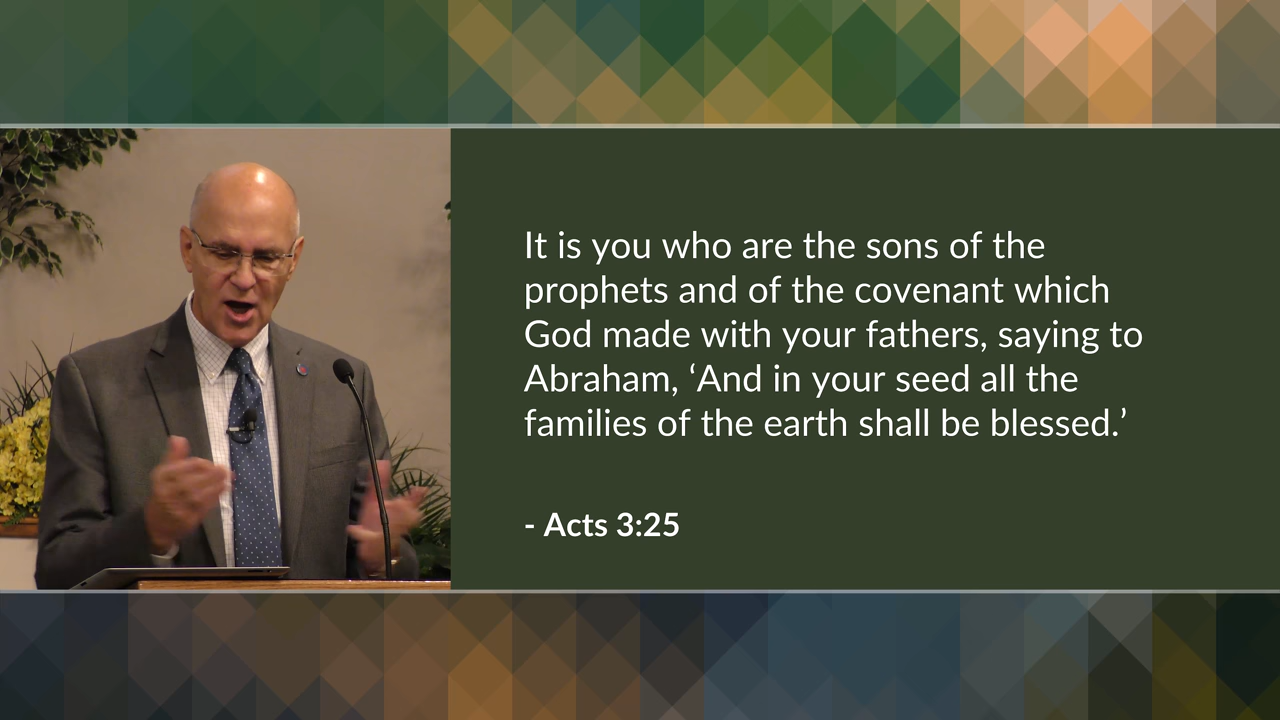 It is you who are the sons of the
prophets and of the covenant which
God made with your fathers, saying to
Abraham, ‘And in your seed all the
families of the earth shall be blessed.’
- Acts 3:25